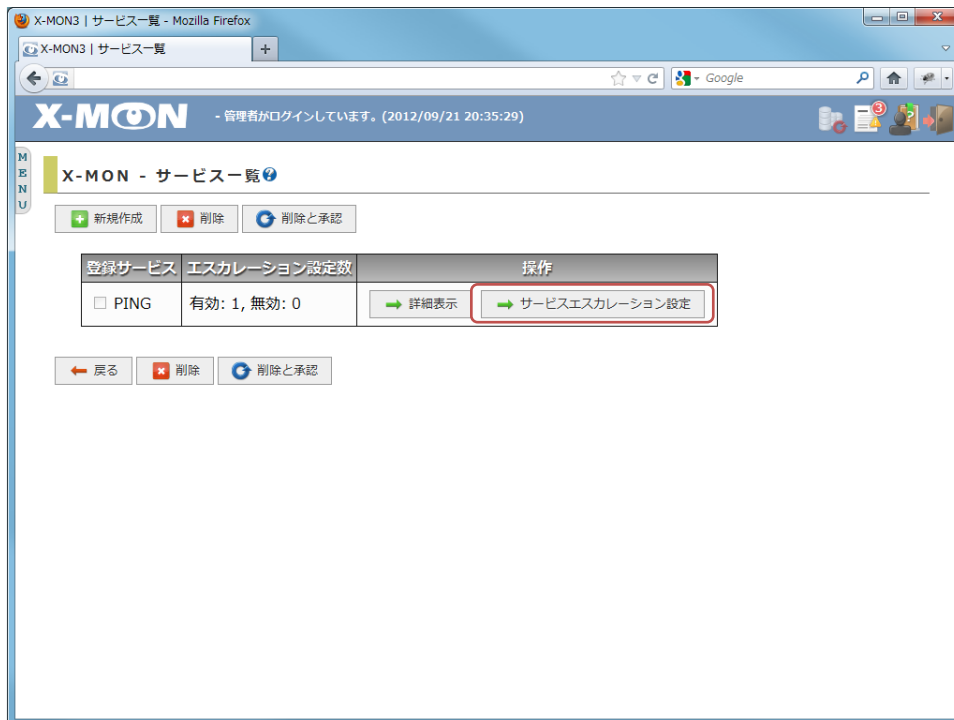 X-MON3 | サービス一覧 - Mozilla Firefox
X-MON3 | サービス一覧
Google
X-MON - 管理者がログインしています。(2012/09/21 20:35:29)
3
MENU
X-MON - サービス一覧
新規作成 削除 削除と承認
登録サービス エスカレーション設定数 操作
PING 有効: 1, 無効: 0 詳細表示 サービスエスカレーション設定
戻る 削除 削除と承認